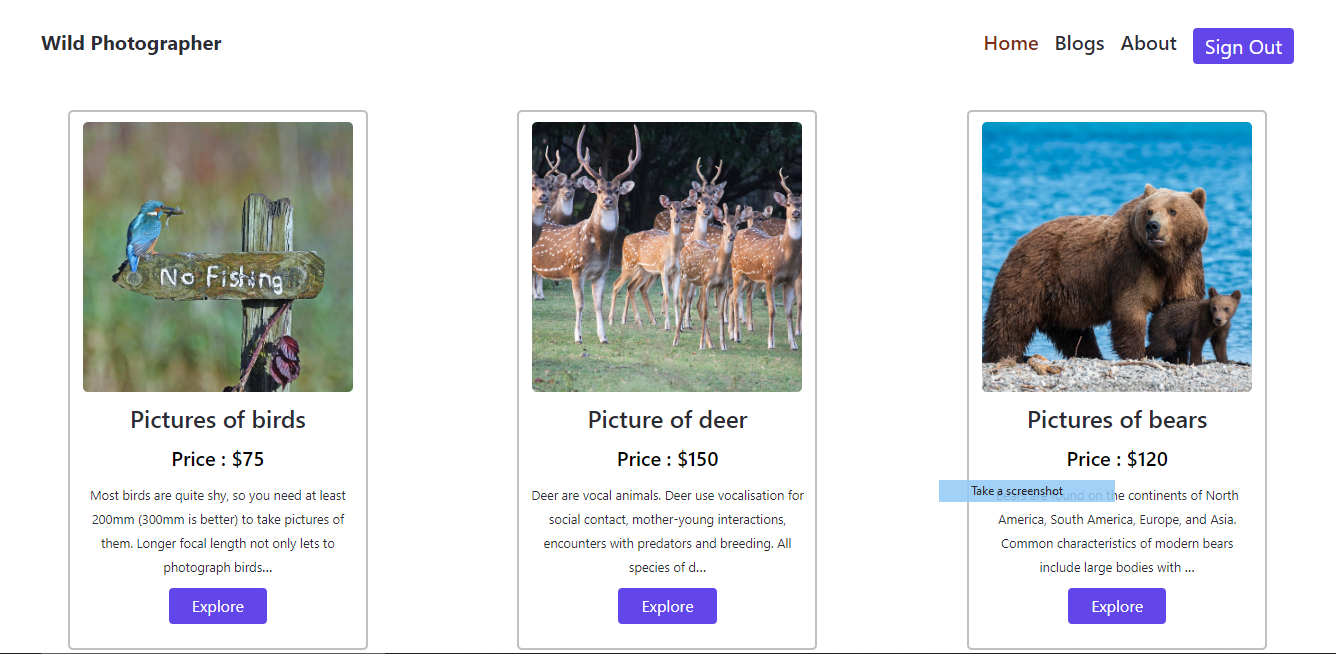 Wild Photographer
Home Blogs About Sign Out
No Fishing
Pictures of birds
Price : $75
Most birds are quite shy, so you need at least
200mm (300mm is better) to take pictures of
them. Longer focal length not only lets to
photograph birds...
Explore
Picture of deer
Price : $150
Deer are vocal animals. Deer use vocalisation for
social contact, mother-young interactions,
encounters with predators and breeding. All
species of d...
Explore
Pictures of bears
Price : $120
Take a screenshot
Bears are found on the continents of North
America, South America, Europe, and Asia.
Common characteristics of modern bears
include large bodies with ...
Explore